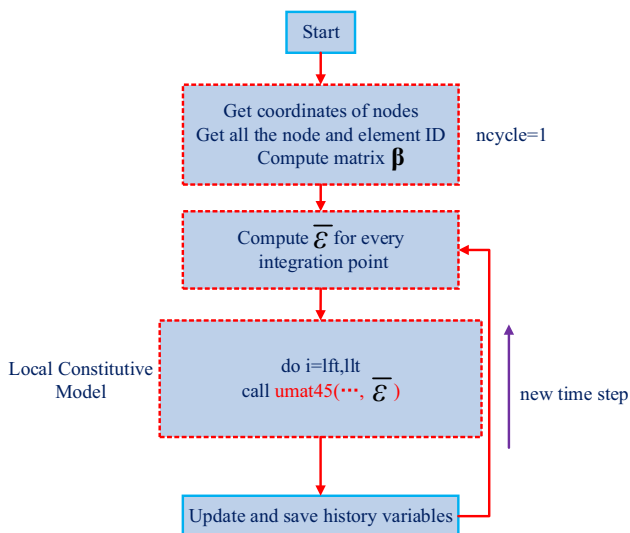 Start
Get coordinates of nodes
Get all the node and element ID
Compute matrix β
ncycle=1
Compute ε̅ for every
integration point
Local Constitutive
Model
do i=lft,llt
call umat45(···, ε̅ )
new time step
Update and save history variables